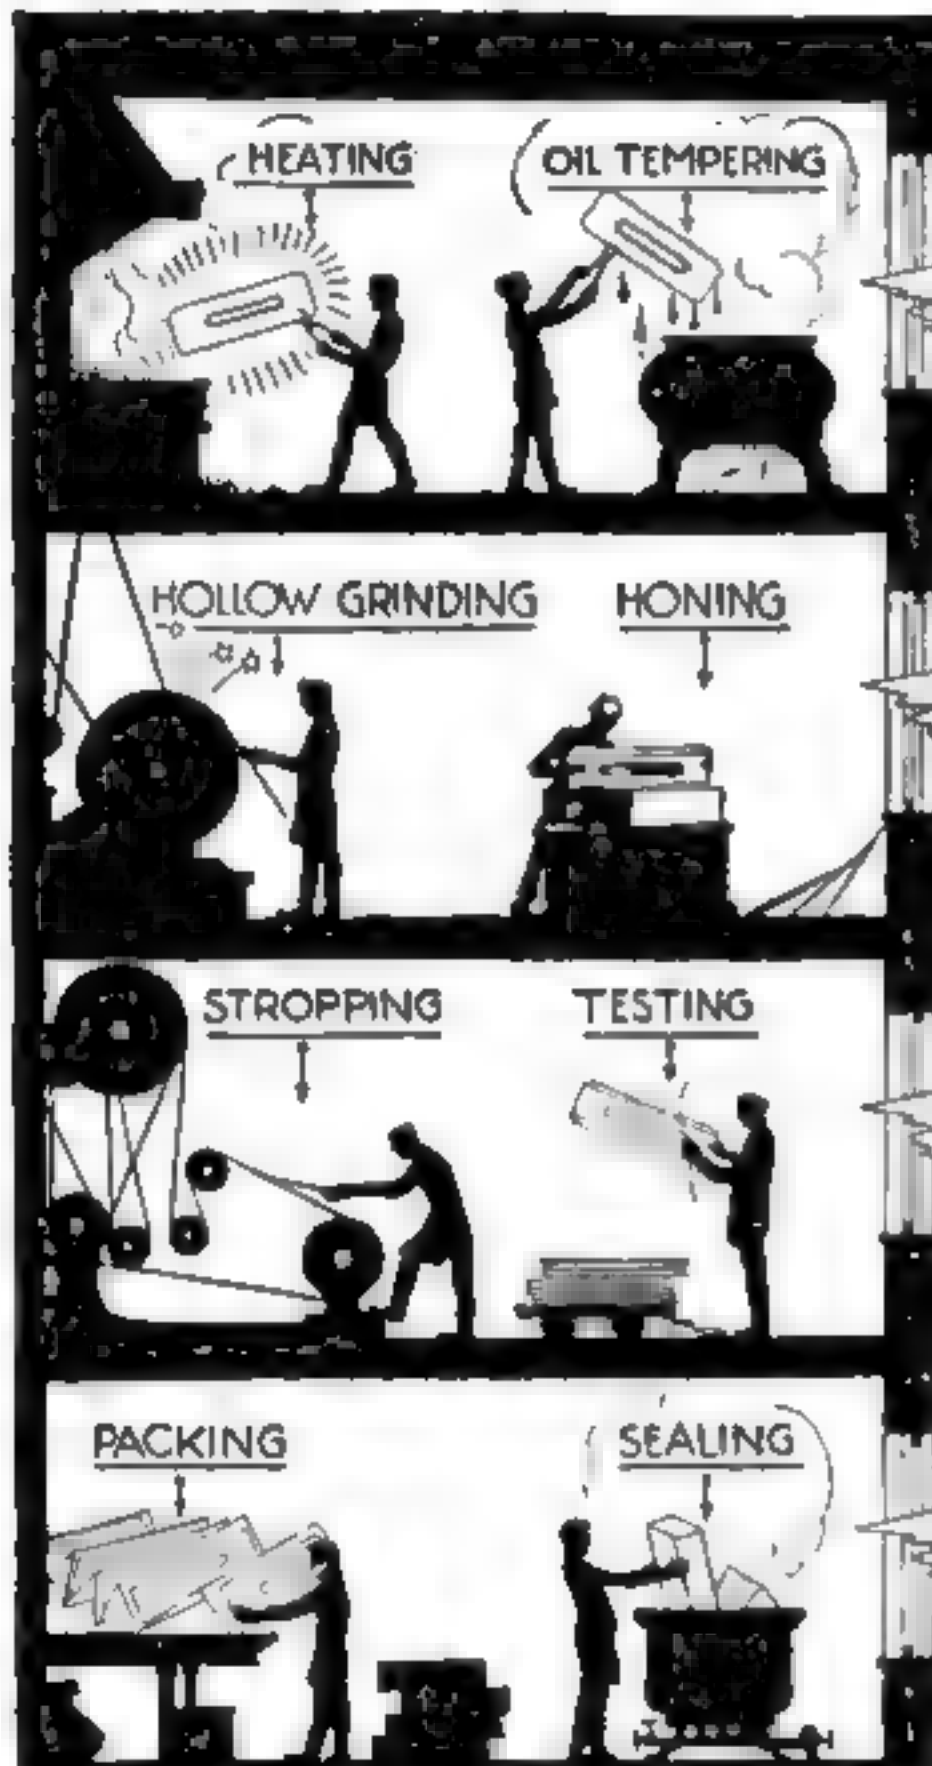 HEATING
OIL TEMPERING
HOLLOW GRINDING
HONING
STROPPING
TESTING
PACKING
SEALING